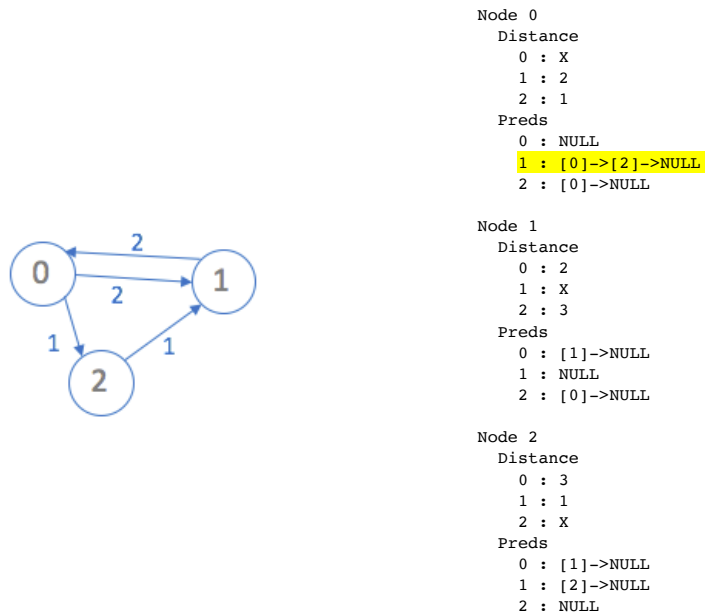 0
2
2
1
1
1
2
Node 0
Distance
0 : X
1 : 2
2 : 1
Preds
0 : NULL
1 : [0]->[2]->NULL
2 : [0]->NULL
Node 1
Distance
0 : 2
1 : X
2 : 3
Preds
0 : [1]->NULL
1 : NULL
2 : [0]->NULL
Node 2
Distance
0 : 3
1 : 1
2 : X
Preds
0 : [1]->NULL
1 : [2]->NULL
2 : NULL